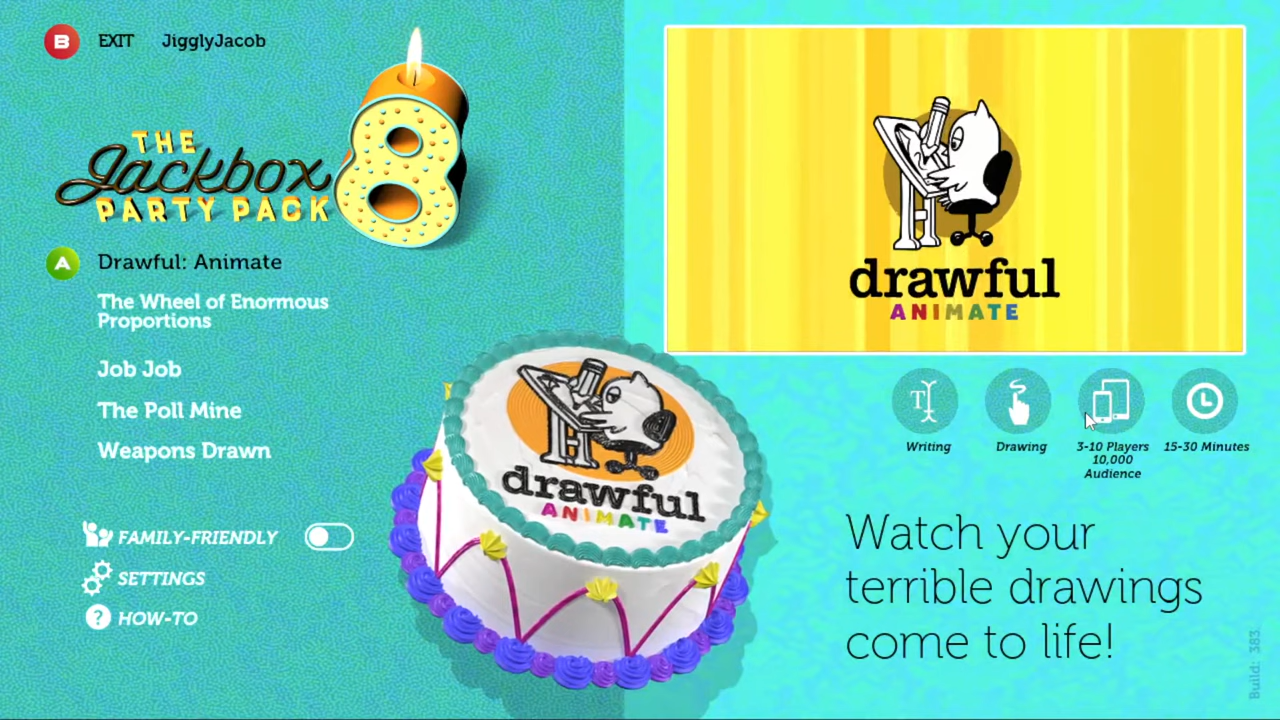 B EXIT JigglyJacob
THE
Jackbox
PARTY PACK
8
A Drawful: Animate
The Wheel of Enormous
Proportions
Job Job
The Poll Mine
Weapons Drawn
FAMILY-FRIENDLY
SETTINGS
? HOW-TO
drawful
ANIMATE
drawful
ANIMATE
T
Writing
Drawing
3-10 Players
10,000
Audience
15-30 Minutes
Watch your
terrible drawings
come to life!
Build: 383